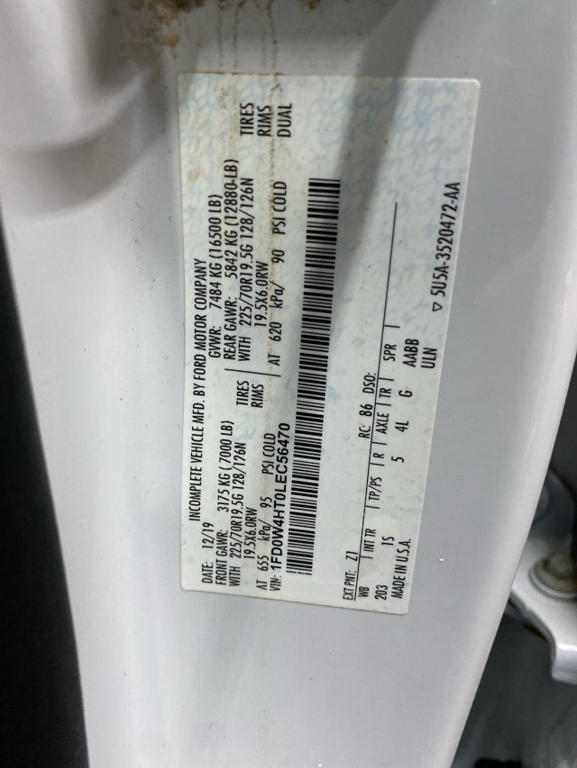 INCOMPLETE VEHICLE MFD. BY FORD MOTOR COMPANY
DATE: 12/19 GVWR: 7484 KG (16500 LB)
FRONT GAWR: 3175 KG (7000 LB) REAR GAWR: 5842 KG (12880-LB)
WITH 225/70R19.5G 128/126N TIRES WITH 225/70R19.5G 128/126N TIRES
19.5X6.0RW RIMS 19.5X6.0RW RIMS
AT 655 kPa/ 95 PSI COLD AT 620 kPa/ 90 PSI COLD DUAL
VIN: 1FD0W4HT0LEC56470
EXT PNT: Z1 RC: 86 DSO:
WB INT TR TP/PS R AXLE TR SPR
203 IS 5 4L G AABB
MADE IN U.S.A. ULN
▽ 5U5A-3520472-AA